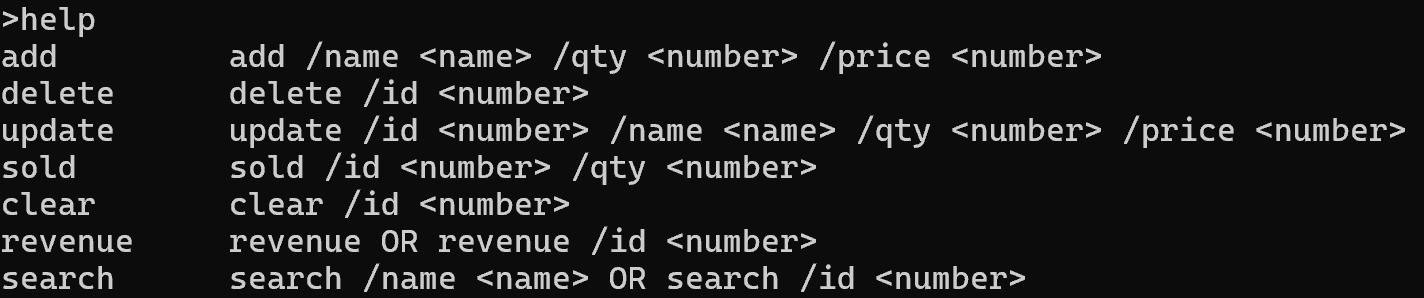 >help
add add /name <name> /qty <number> /price <number>
delete delete /id <number>
update update /id <number> /name <name> /qty <number> /price <number>
sold sold /id <number> /qty <number>
clear clear /id <number>
revenue revenue OR revenue /id <number>
search search /name <name> OR search /id <number>